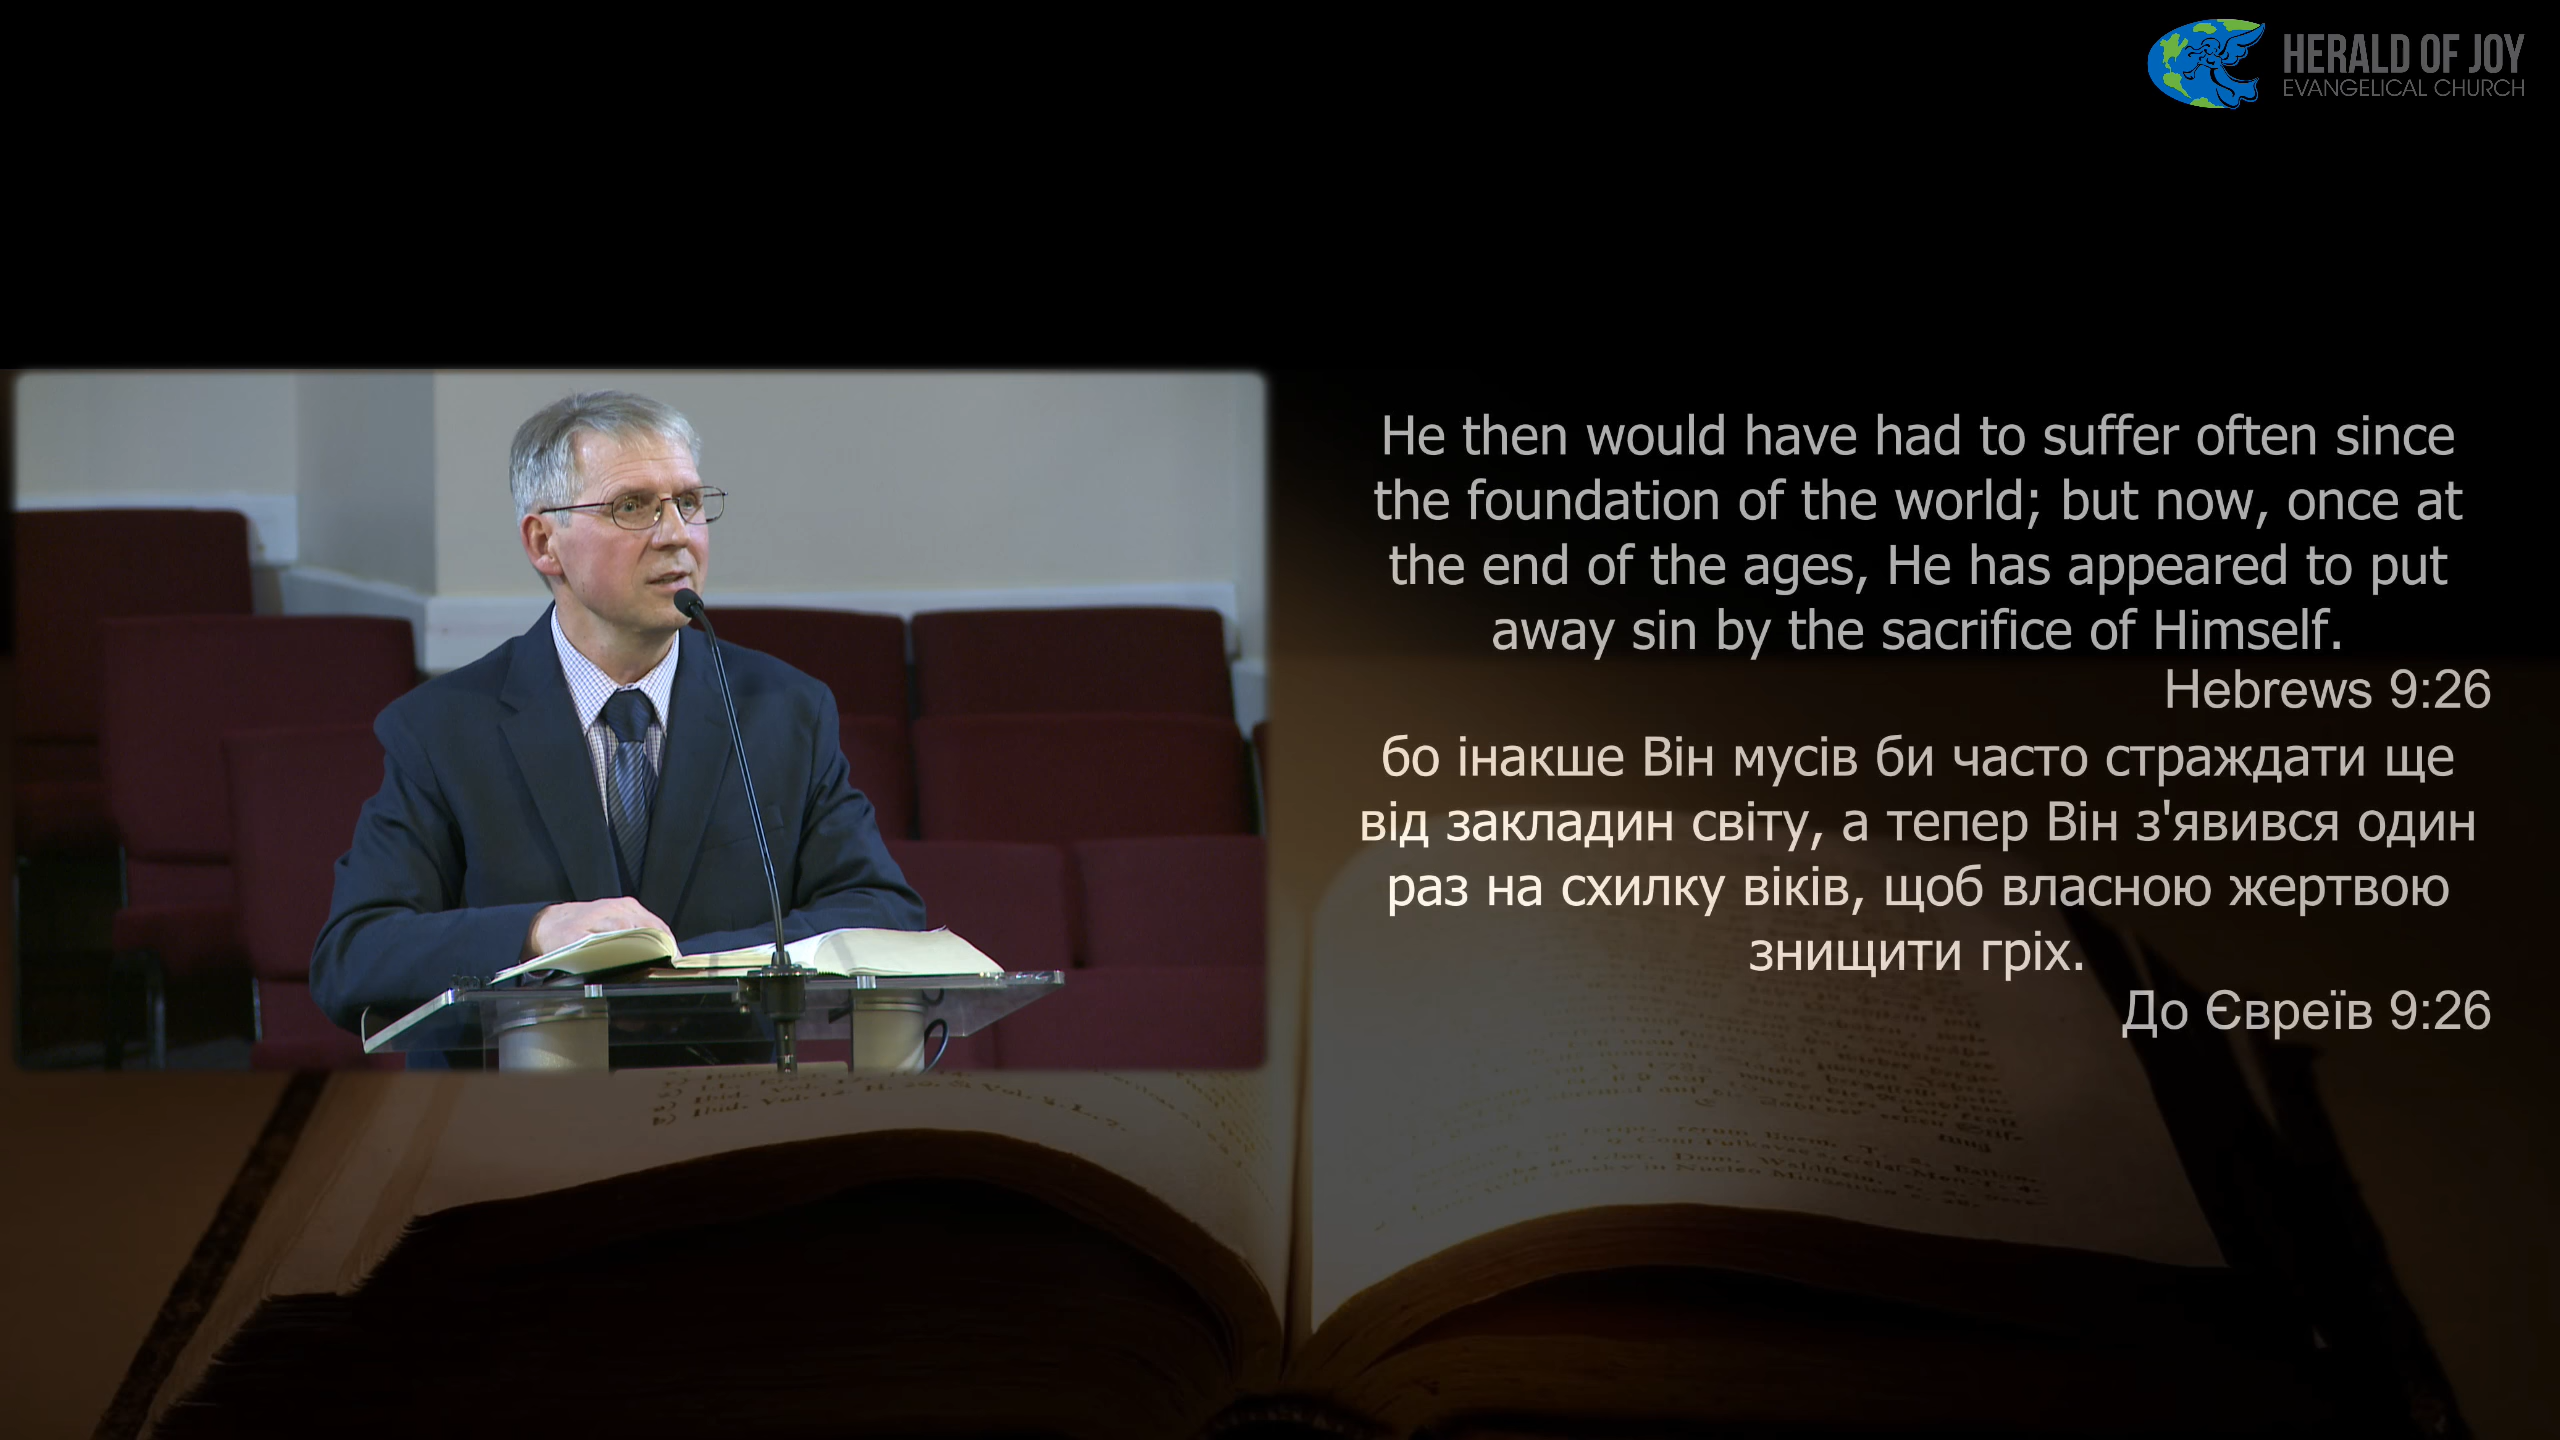 HERALD OF JOY
EVANGELICAL CHURCH
He then would have had to suffer often since
the foundation of the world; but now, once at
the end of the ages, He has appeared to put
away sin by the sacrifice of Himself.
Hebrews 9:26
бо інакше Він мусів би часто страждати ще
від закладин світу, а тепер Він з'явився один
раз на схилку віків, щоб власною жертвою
знищити гріх.
До Євреїв 9:26